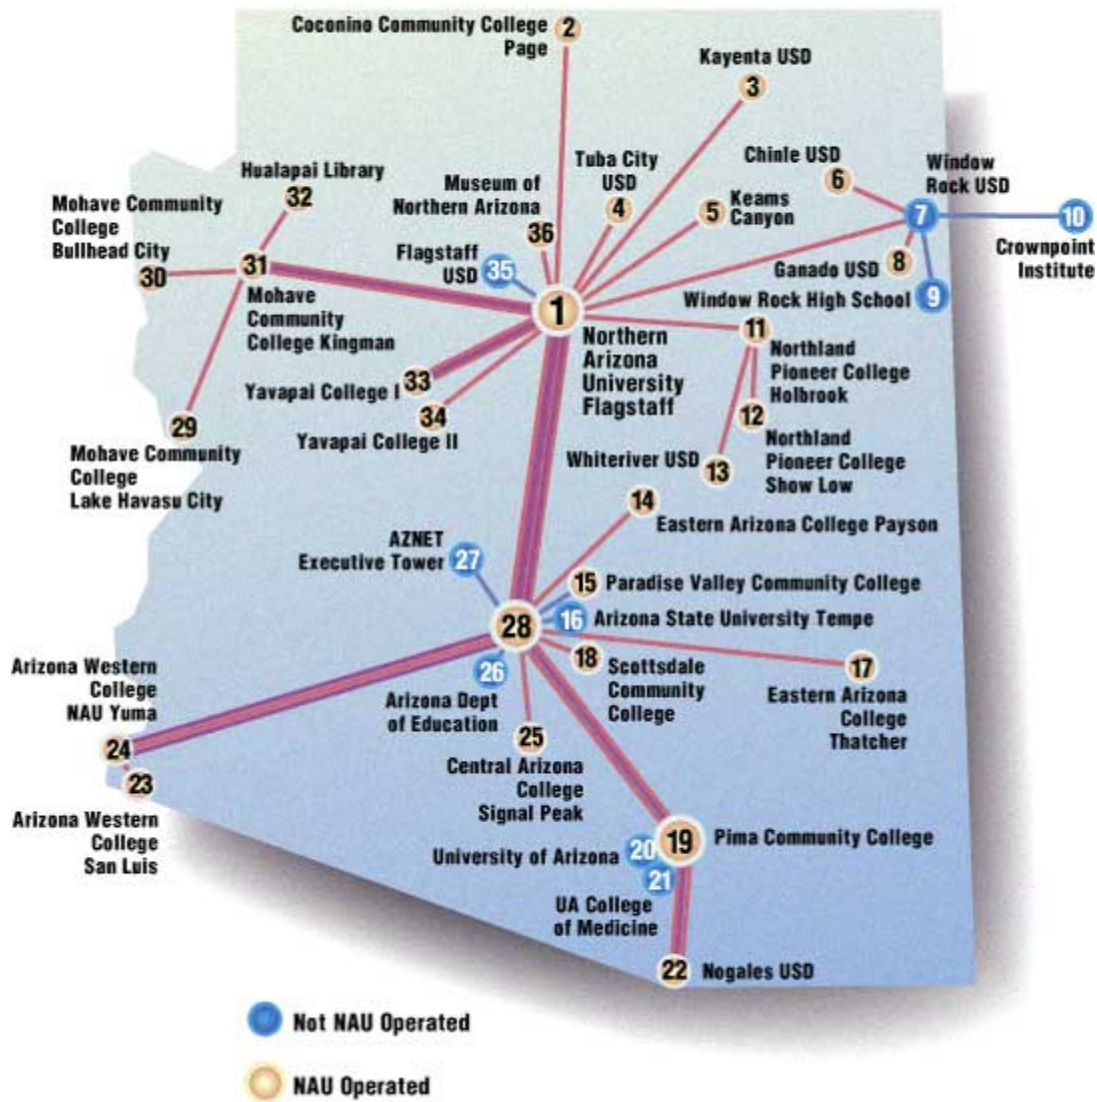 Coconino Community College
Page
2
Kayenta USD
3
Hualapai Library
32
Museum of
Northern Arizona
36
Tuba City
USD
4
5
Keams
Canyon
Chinle USD
6
Window
Rock USD
7
10
Crownpoint
Institute
Mohave Community
College
Bullhead City
30
31
Mohave
Community
College Kingman
Flagstaff
USD
35
Ganado USD
8
Window Rock High School
9
1
Northern
Arizona
University
Flagstaff
11
Northland
Pioneer College
Holbrook
Yavapai College I
33
34
Yavapai College II
29
Mohave Community
College
Lake Havasu City
12
Northland
Pioneer College
Show Low
Whiteriver USD
13
14
Eastern Arizona College Payson
AZNET
Executive Tower
27
15
Paradise Valley Community College
16
Arizona State University Tempe
28
18
Scottsdale
Community
College
17
Eastern Arizona
College
Thatcher
26
Arizona Dept
of Education
Arizona Western
College
NAU Yuma
24
23
Arizona Western
College
San Luis
25
Central Arizona
College
Signal Peak
19
Pima Community College
University of Arizona
20
21
UA College
of Medicine
22
Nogales USD
Not NAU Operated
NAU Operated